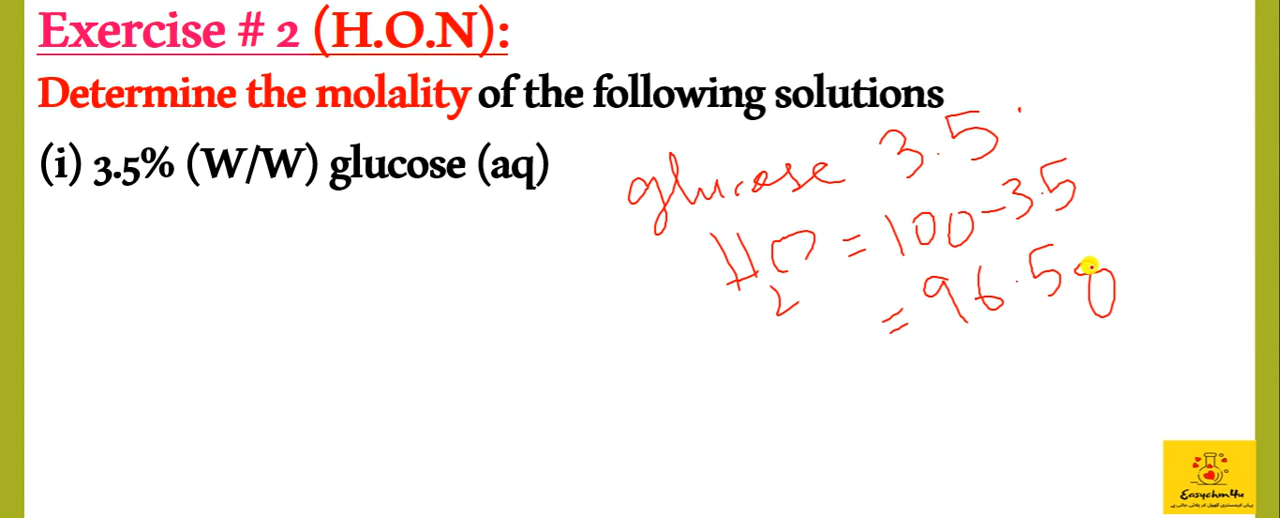 Exercise # 2 (H.O.N):
Determine the molality of the following solutions
(i) 3.5% (W/W) glucose (aq)
glucose 3.5
H2O = 100-3.5
= 96.5g
Easychm4u